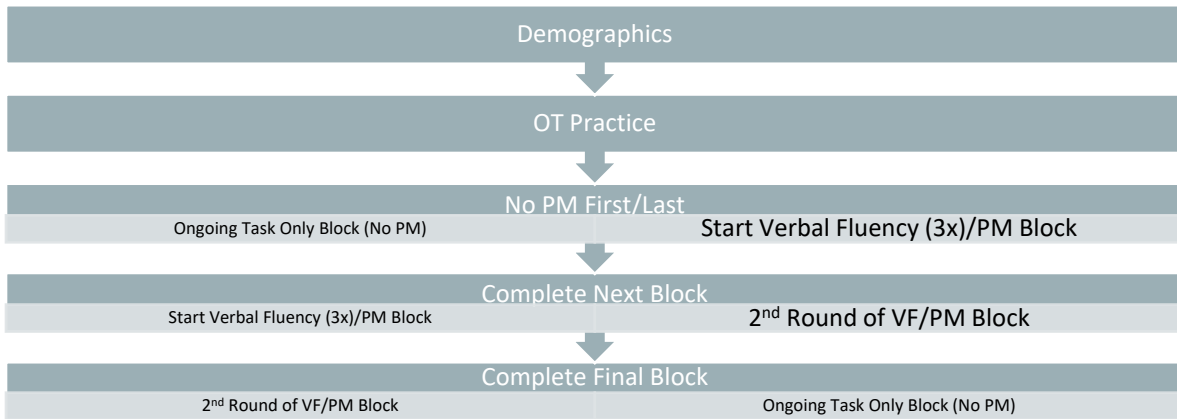 Demographics
OT Practice
No PM First/Last
Ongoing Task Only Block (No PM)
Start Verbal Fluency (3x)/PM Block
Complete Next Block
Start Verbal Fluency (3x)/PM Block
2nd Round of VF/PM Block
Complete Final Block
2nd Round of VF/PM Block
Ongoing Task Only Block (No PM)